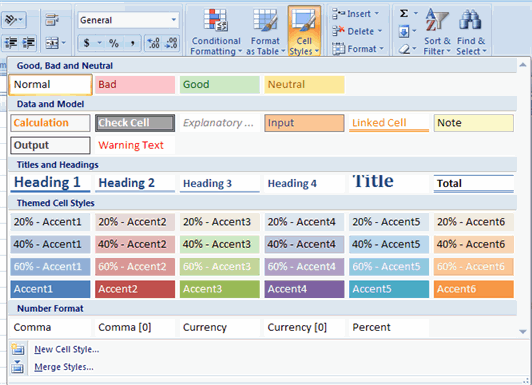 General
Insert
Delete
Format
$ % ,
Conditional Formatting
Format as Table
Cell Styles
Σ
Sort & Filter
Find & Select
Good, Bad and Neutral
Normal Bad Good Neutral
Data and Model
Calculation Check Cell Explanatory ... Input Linked Cell Note
Output Warning Text
Titles and Headings
Heading 1 Heading 2 Heading 3 Heading 4 Title Total
Themed Cell Styles
20% - Accent1 20% - Accent2 20% - Accent3 20% - Accent4 20% - Accent5 20% - Accent6
40% - Accent1 40% - Accent2 40% - Accent3 40% - Accent4 40% - Accent5 40% - Accent6
60% - Accent1 60% - Accent2 60% - Accent3 60% - Accent4 60% - Accent5 60% - Accent6
Accent1 Accent2 Accent3 Accent4 Accent5 Accent6
Number Format
Comma Comma [0] Currency Currency [0] Percent
New Cell Style...
Merge Styles...